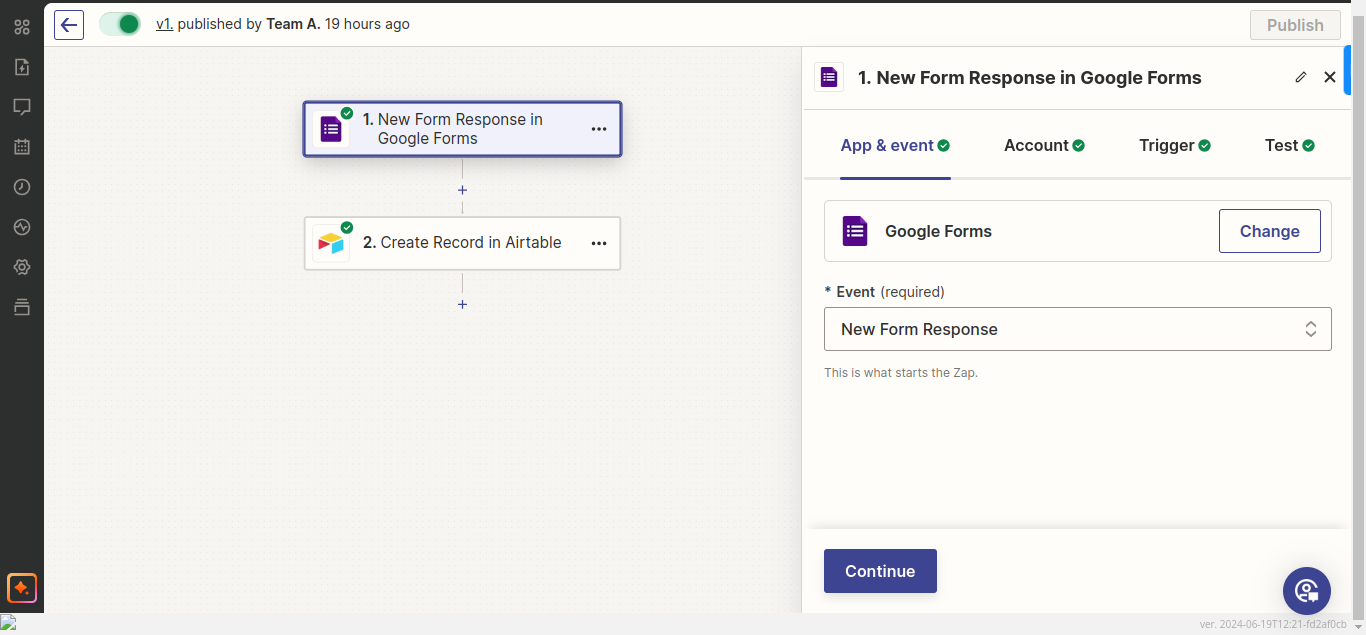 v1. published by Team A. 19 hours ago
Publish
1. New Form Response in
Google Forms
2. Create Record in Airtable
1. New Form Response in Google Forms
App & event
Account
Trigger
Test
Google Forms
Change
* Event (required)
New Form Response
This is what starts the Zap.
Continue
ver. 2024-06-19T12:21-fd2af0cb